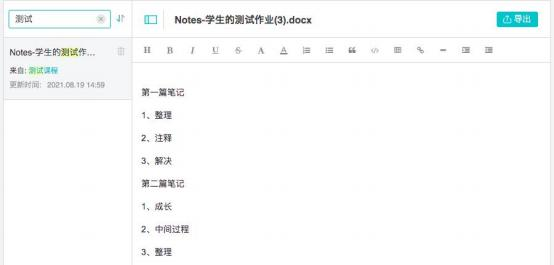 测试
Notes-学生的测试作业(3).docx
导出
H B I U S A A
Notes-学生的测试作...
来自: 测试课程
更新时间: 2021.08.19 14:59
第一篇笔记
1、整理
2、注释
3、解决
第二篇笔记
1、成长
2、中间过程
3、整理